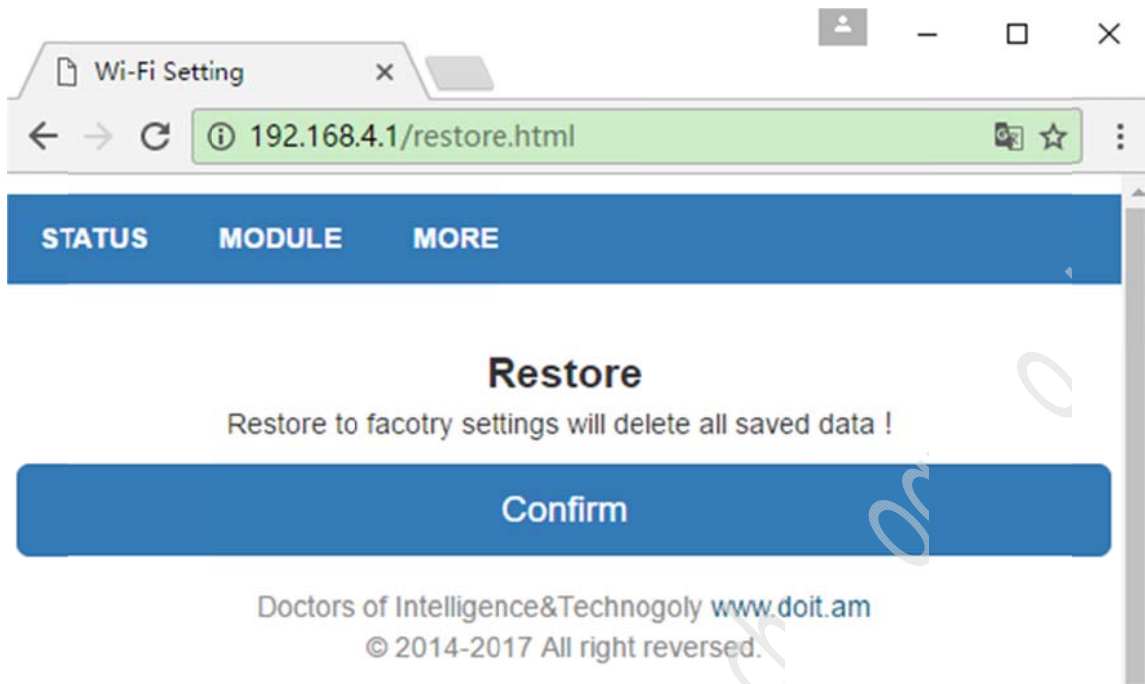 Wi-Fi Setting
192.168.4.1/restore.html
STATUS MODULE MORE
Restore
Restore to facotry settings will delete all saved data !
Confirm
Doctors of Intelligence&Technogoly www.doit.am
© 2014-2017 All right reversed.